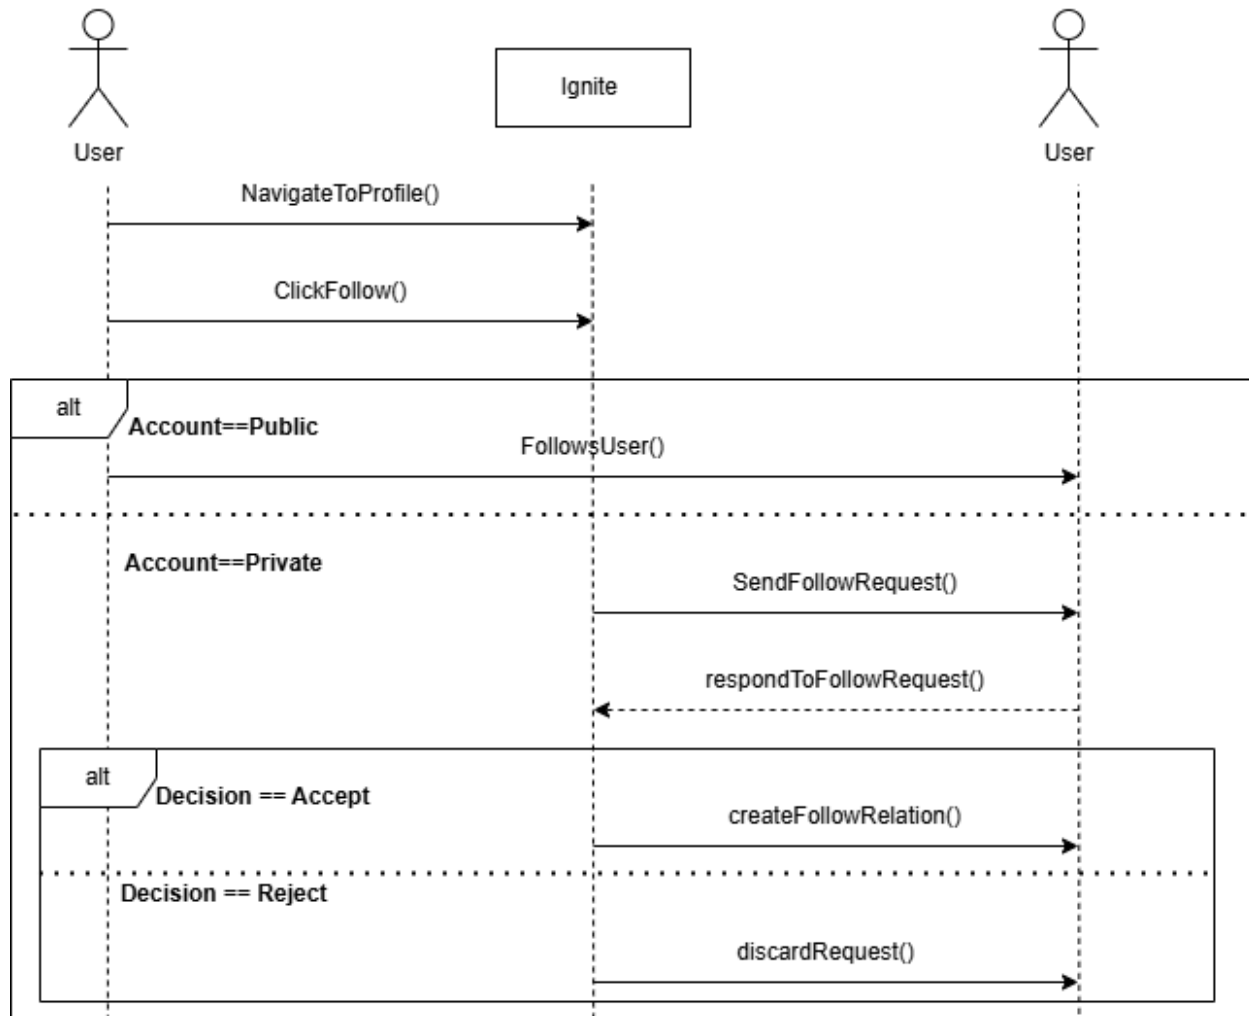 Ignite
User
User
NavigateToProfile()
ClickFollow()
alt
Account==Public
FollowsUser()
Account==Private
SendFollowRequest()
respondToFollowRequest()
alt
Decision == Accept
createFollowRelation()
Decision == Reject
discardRequest()